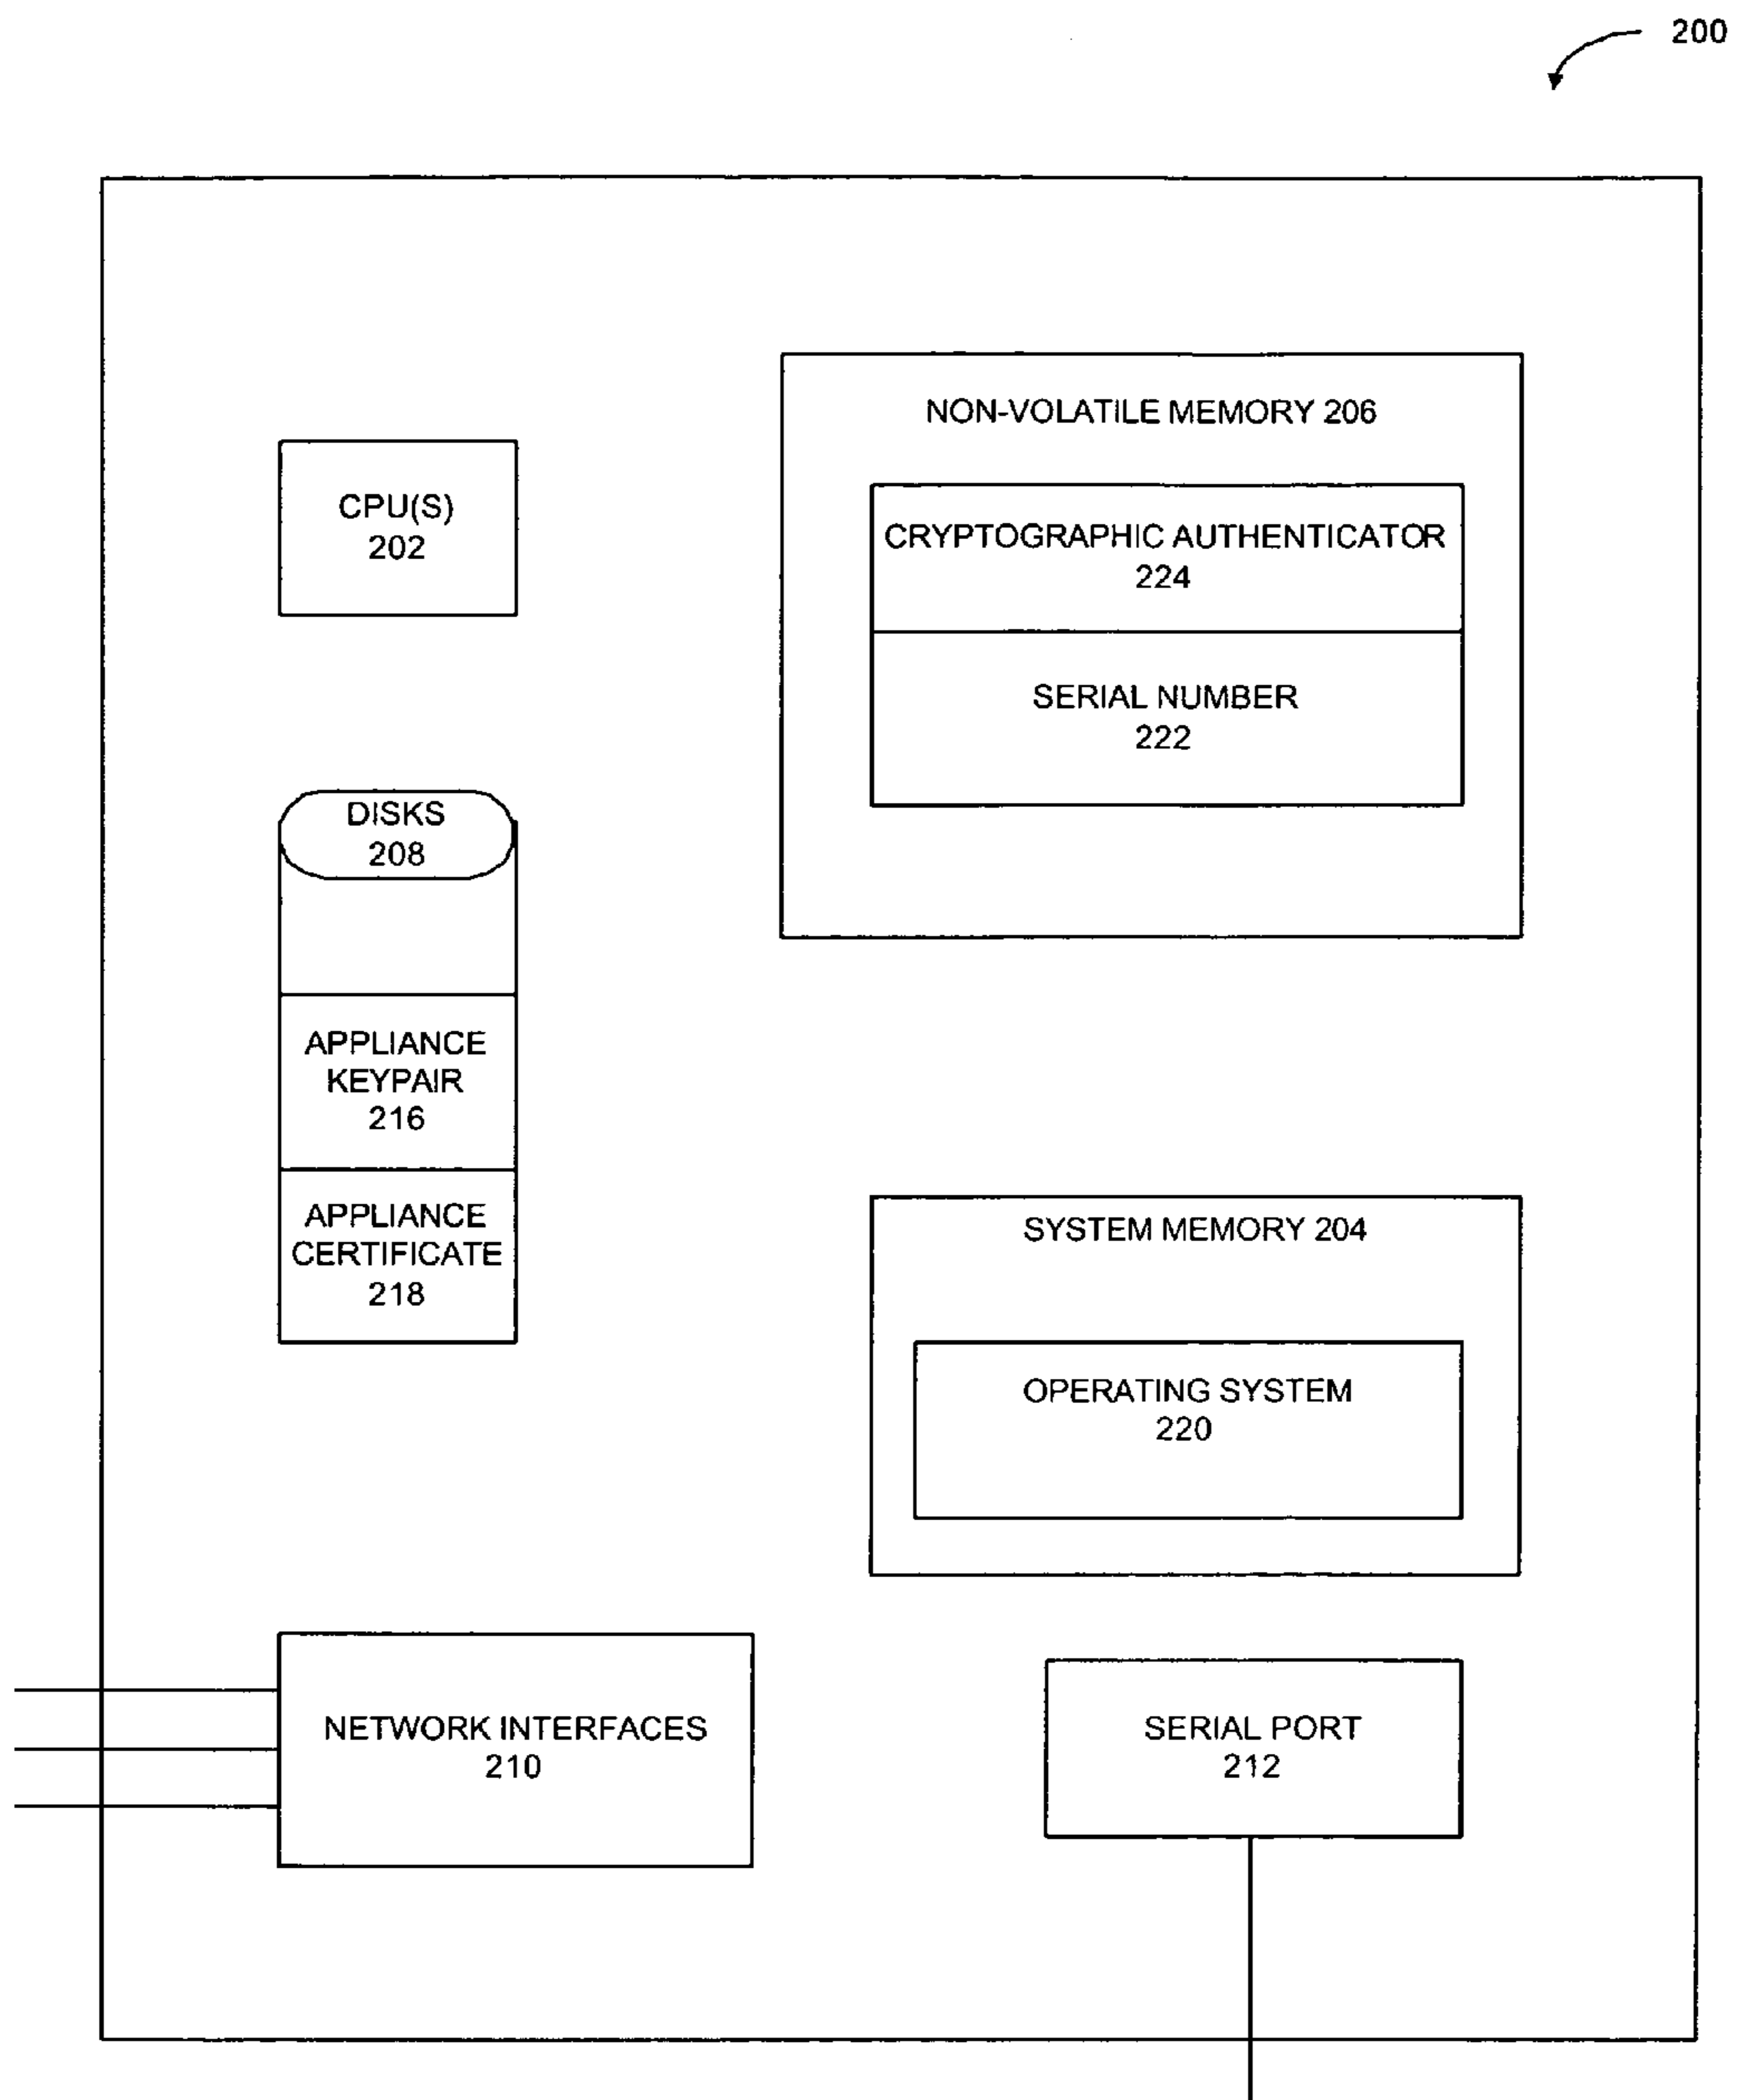 200
NON-VOLATILE MEMORY 206
CPU(S)
202
CRYPTOGRAPHIC AUTHENTICATOR
224
SERIAL NUMBER
222
DISKS
208
APPLIANCE
KEYPAIR
216
APPLIANCE
CERTIFICATE
218
SYSTEM MEMORY 204
OPERATING SYSTEM
220
NETWORK INTERFACES
210
SERIAL PORT
212